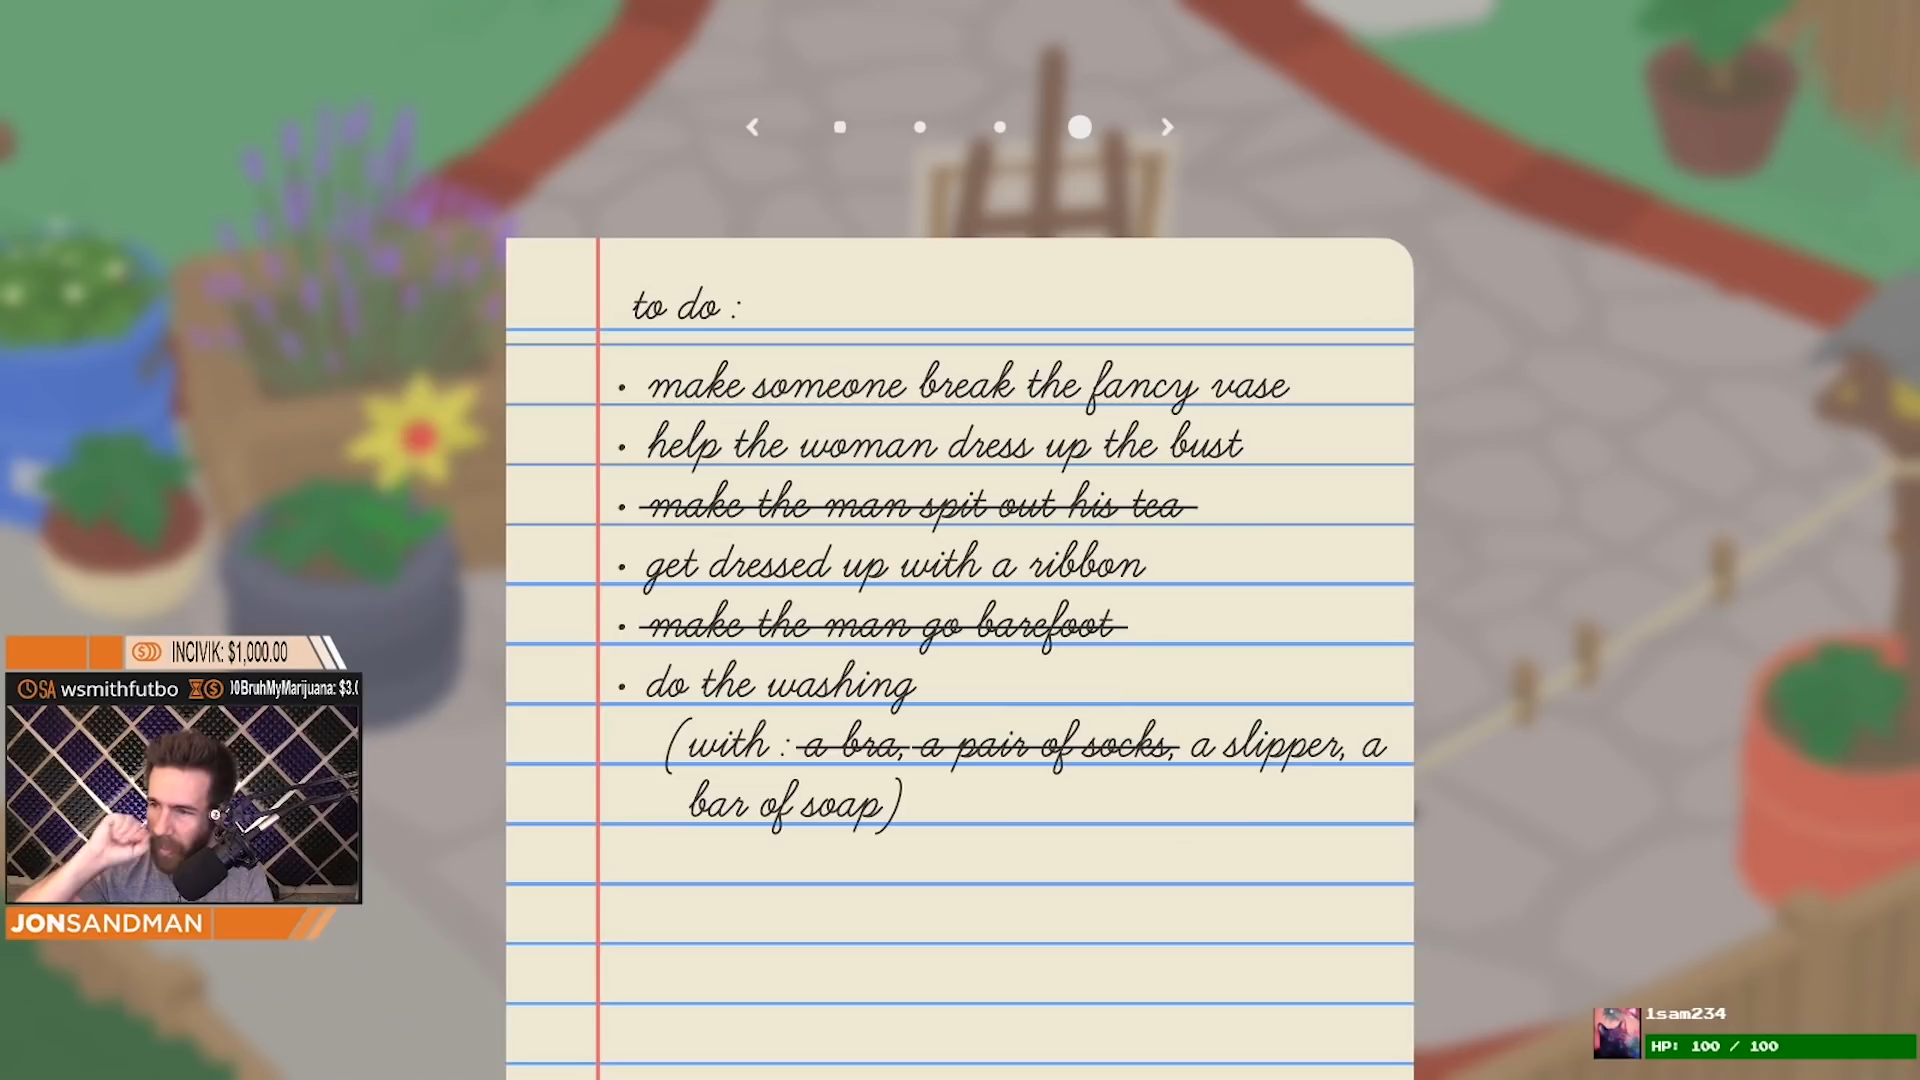 to do :
• make someone break the fancy vase
• help the woman dress up the bust
• make the man spit out his tea
• get dressed up with a ribbon
• make the man go barefoot
• do the washing
(with : a bra, a pair of socks, a slipper, a
bar of soap)
INCIVIK: $1,000.00
SA wsmithfutbo
BruhMyMarijuana: $3.
JONSANDMAN
1sam234
HP: 100 / 100